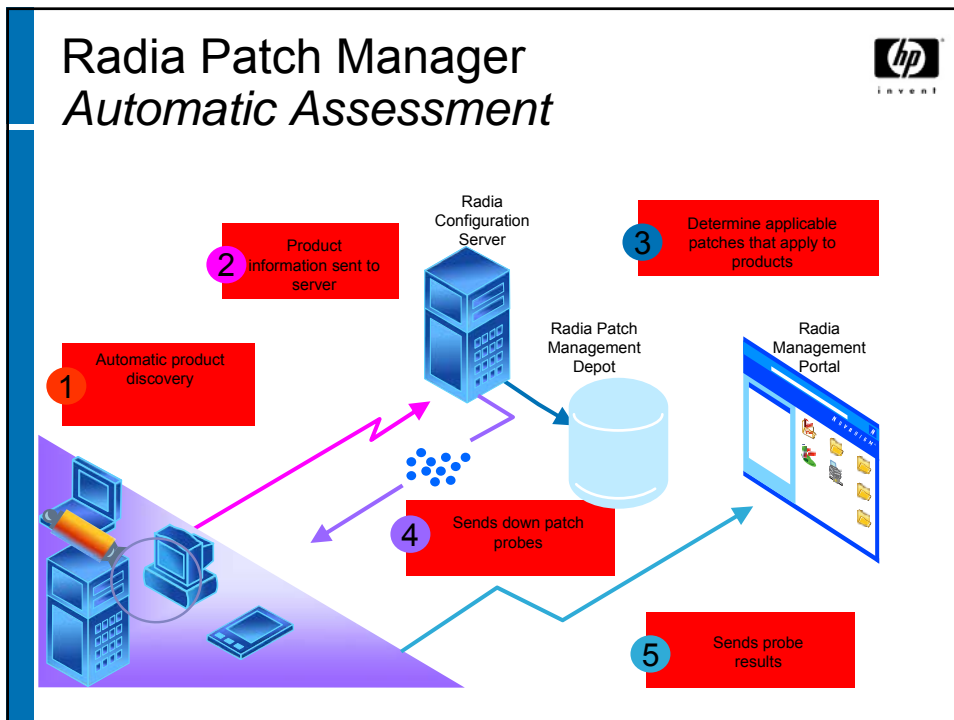 Radia Patch Manager
Automatic Assessment
hp
invent
Radia
Configuration
Server
2
Product
information sent to
server
3
Determine applicable
patches that apply to
products
Radia Patch
Management
Depot
Radia
Management
Portal
1
Automatic product
discovery
NOVADIGM
4
Sends down patch
probes
5
Sends probe
results